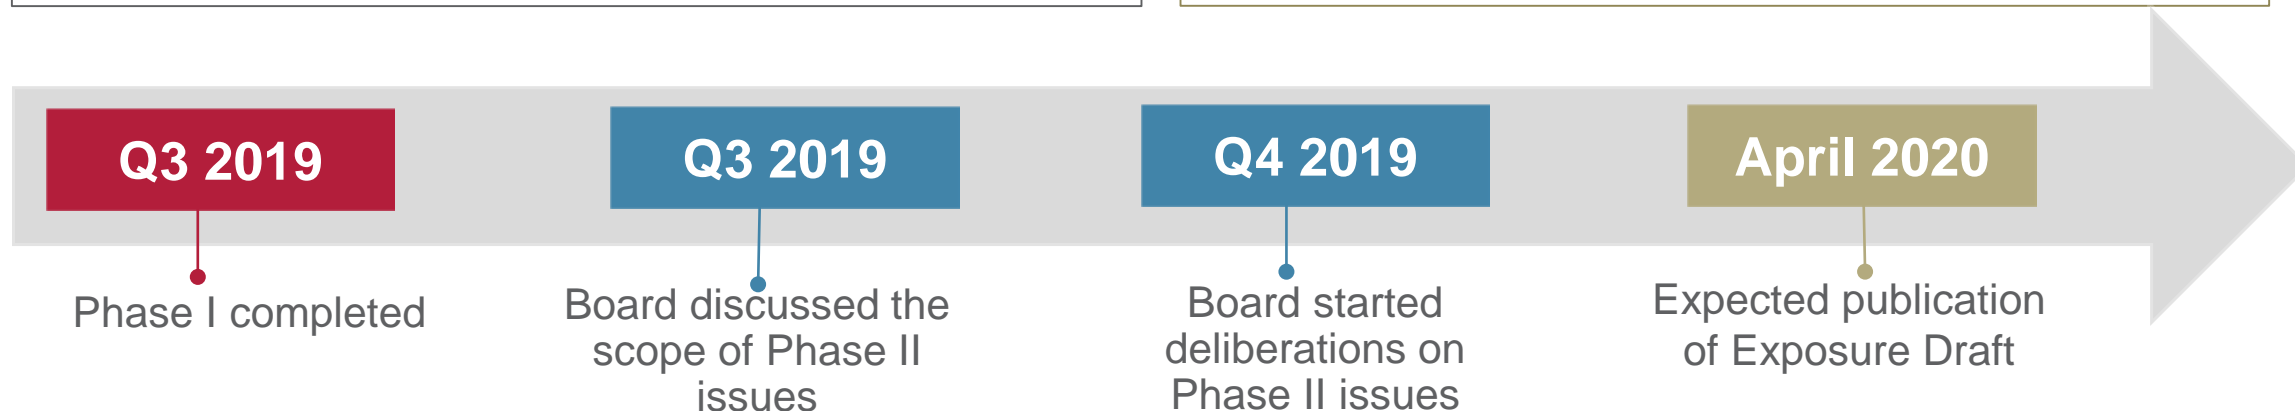 Q3 2019
Q3 2019
Q4 2019
April 2020
Phase I completed
Board discussed the
scope of Phase II
issues
Board started
deliberations on
Phase II issues
Expected publication
of Exposure Draft